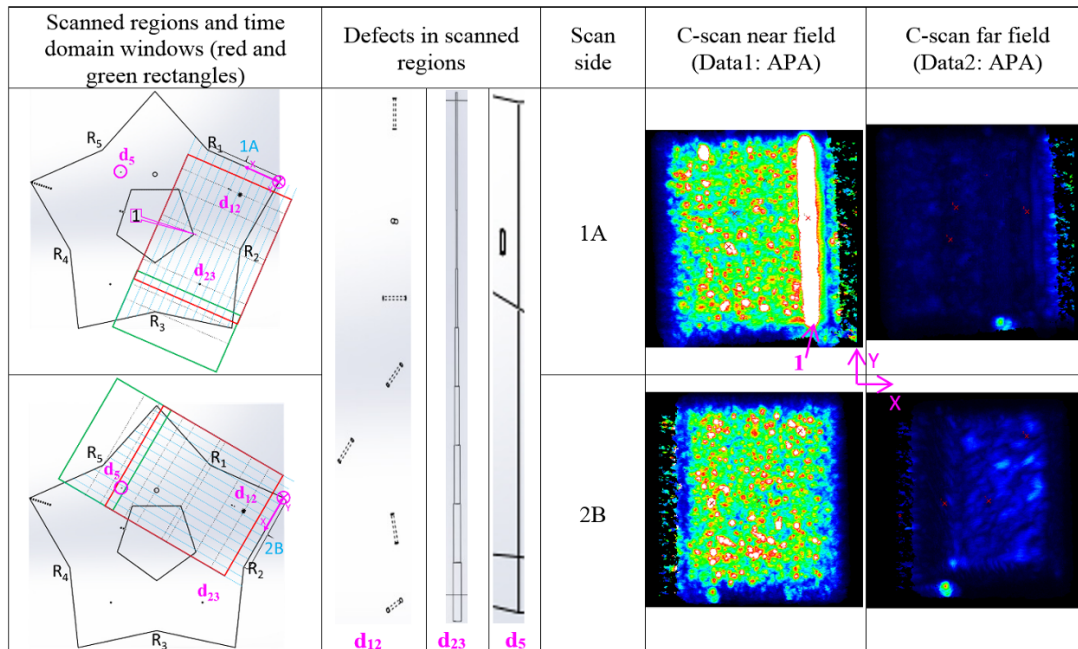 Scanned regions and time
domain windows (red and
green rectangles)
Defects in scanned
regions
Scan
side
C-scan near field
(Data1: APA)
C-scan far field
(Data2: APA)
R5
R1
1A
X
d5
d12
1
R4
R2
d23
R3
1A
1
Y
X
R5
R1
d5
d12
Y
X
2B
R4
R2
d23
R3
2B
d12
d23
d5